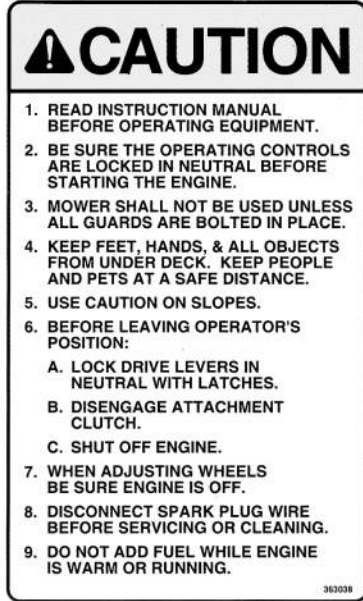 CAUTION
1. READ INSTRUCTION MANUAL
BEFORE OPERATING EQUIPMENT.
2. BE SURE THE OPERATING CONTROLS
ARE LOCKED IN NEUTRAL BEFORE
STARTING THE ENGINE.
3. MOWER SHALL NOT BE USED UNLESS
ALL GUARDS ARE BOLTED IN PLACE.
4. KEEP FEET, HANDS, & ALL OBJECTS
FROM UNDER DECK. KEEP PEOPLE
AND PETS AT A SAFE DISTANCE.
5. USE CAUTION ON SLOPES.
6. BEFORE LEAVING OPERATOR'S
POSITION:
A. LOCK DRIVE LEVERS IN
NEUTRAL WITH LATCHES.
B. DISENGAGE ATTACHMENT
CLUTCH.
C. SHUT OFF ENGINE.
7. WHEN ADJUSTING WHEELS
BE SURE ENGINE IS OFF.
8. DISCONNECT SPARK PLUG WIRE
BEFORE SERVICING OR CLEANING.
9. DO NOT ADD FUEL WHILE ENGINE
IS WARM OR RUNNING.
363038